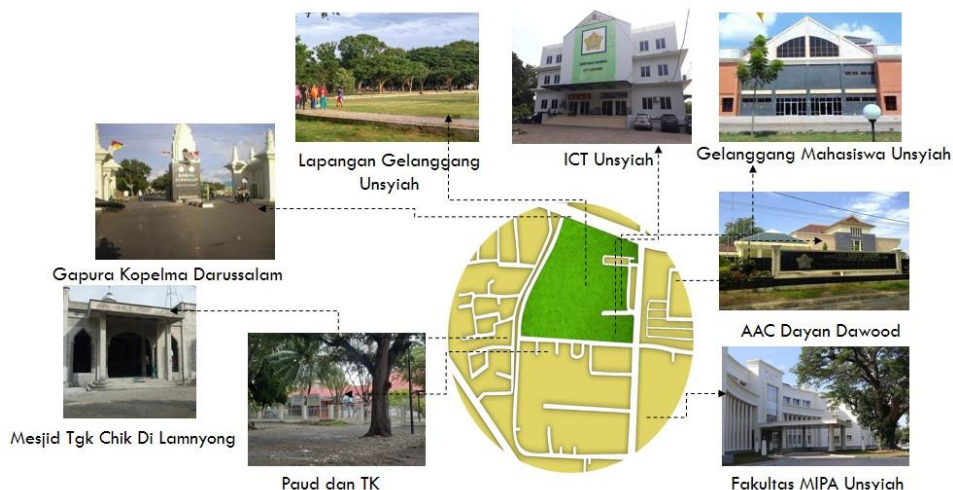 Lapangan Gelanggang
Unsyiah
ICT Unsyiah
Gelanggang Mahasiswa Unsyiah
Gapura Kopelma Darussalam
AAC Dayan Dawood
Mesjid Tgk Chik Di Lamnyong
Paud dan TK
Fakultas MIPA Unsyiah